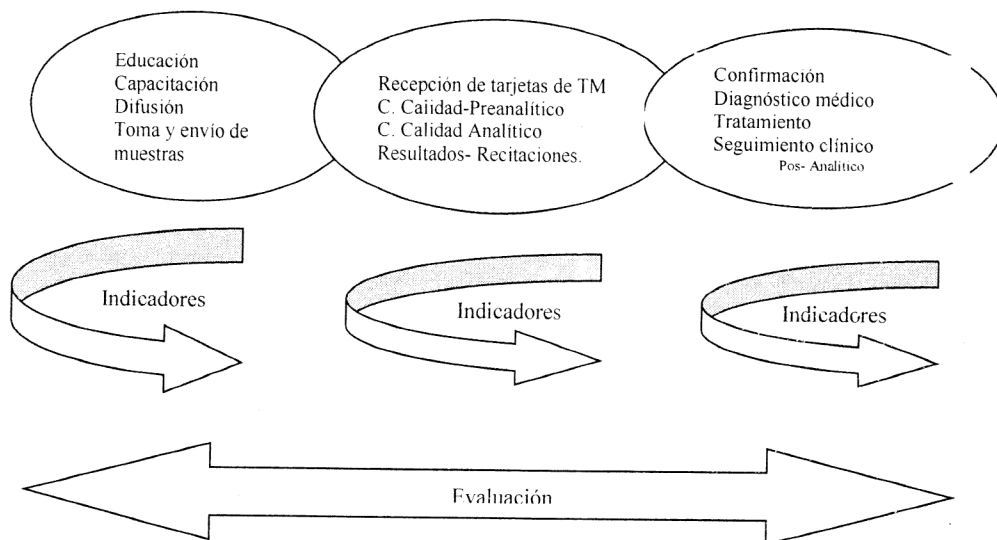 Educación
Capacitación
Difusión
Toma y envío de
muestras
Recepción de tarjetas de TM
C. Calidad-Preanalítico
C. Calidad Analítico
Resultados- Recitaciones.
Confirmación
Diagnóstico médico
Tratamiento
Seguimiento clínico
Pos- Analítico
Indicadores
Indicadores
Indicadores
Evaluación